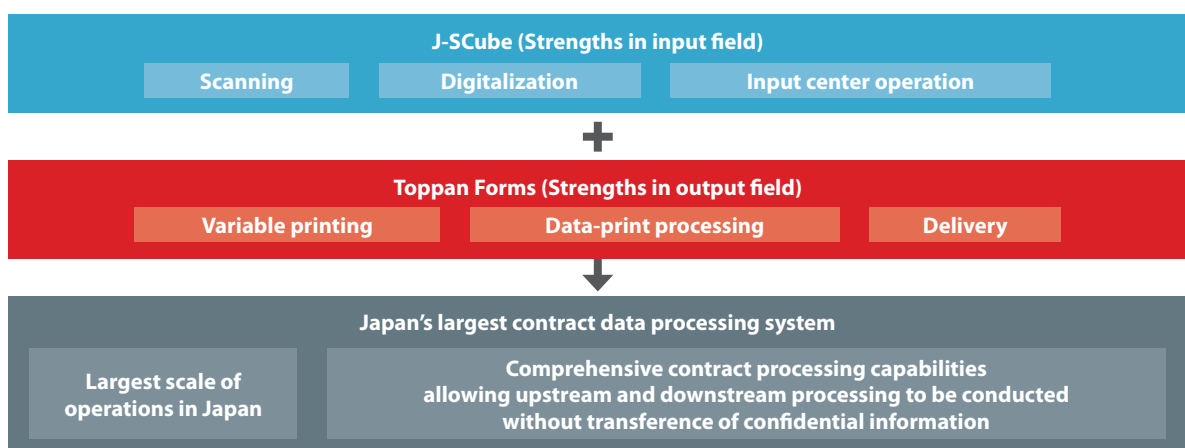 J-SCube (Strengths in input field)
Scanning
Digitalization
Input center operation
Toppan Forms (Strengths in output field)
Variable printing
Data-print processing
Delivery
Japan’s largest contract data processing system
Largest scale of
operations in Japan
Comprehensive contract processing capabilities
allowing upstream and downstream processing to be conducted
without transference of confidential information